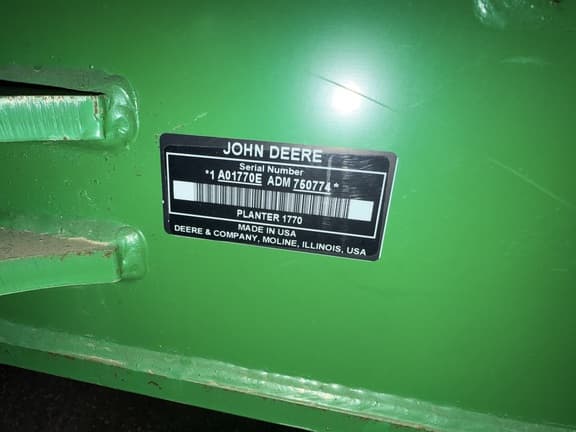 JOHN DEERE
Serial Number
*1 A01770E ADM 750774*
PLANTER 1770
MADE IN USA
DEERE & COMPANY, MOLINE, ILLINOIS, USA